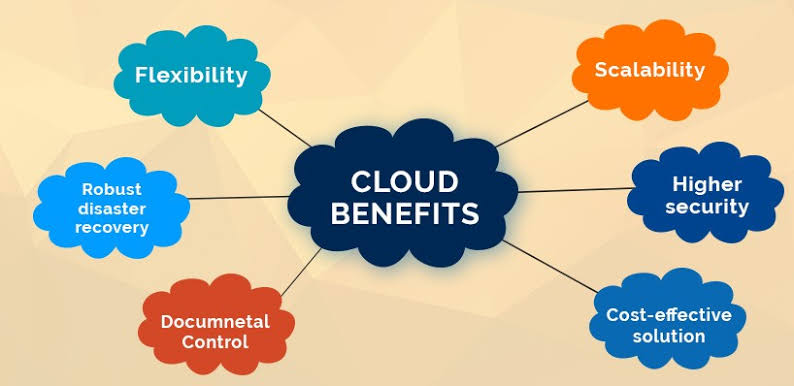 Flexibility
Scalability
CLOUD
BENEFITS
Robust
disaster
recovery
Higher
security
Documnetal
Control
Cost-effective
solution